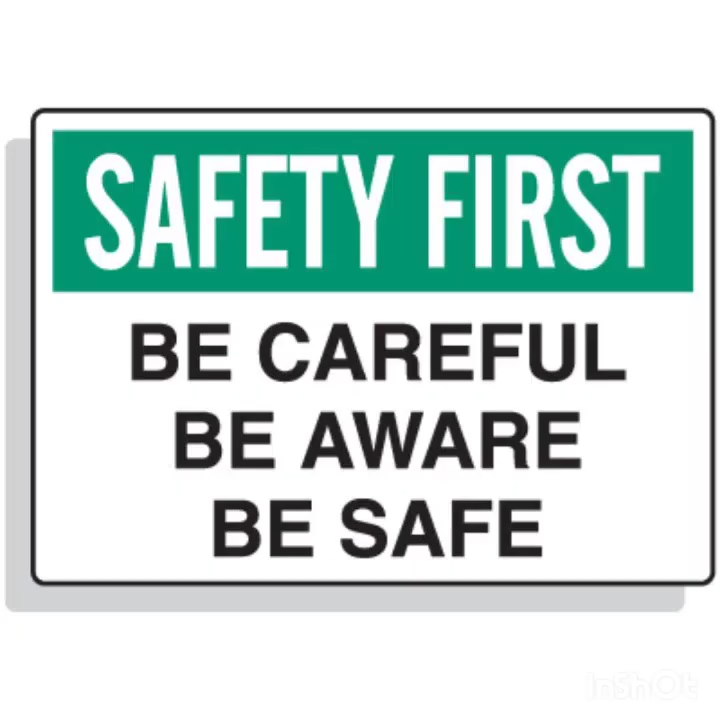 SAFETY FIRST
BE CAREFUL
BE AWARE
BE SAFE
InShOt